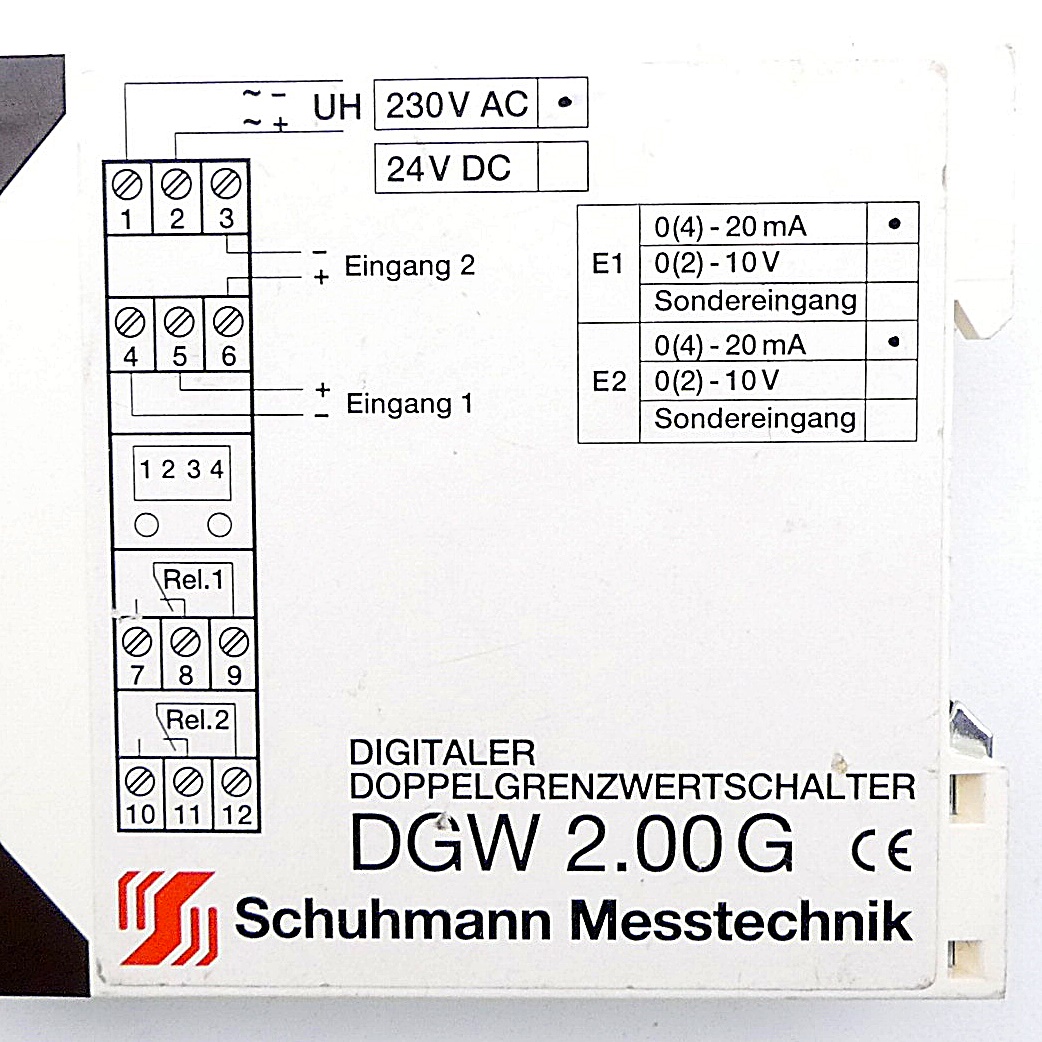 ~ −
~ +
UH 230V AC •
24V DC
1 2 3
− Eingang 2
+
4 5 6
+ Eingang 1
−
E1 0(4) - 20 mA •
0(2) - 10 V
Sondereingang
E2 0(4) - 20 mA •
0(2) - 10 V
Sondereingang
1 2 3 4
Rel.1
7 8 9
Rel.2
10 11 12
DIGITALER
DOPPELGRENZWERTSCHALTER
DGW 2.00 G CE
Schuhmann Messtechnik